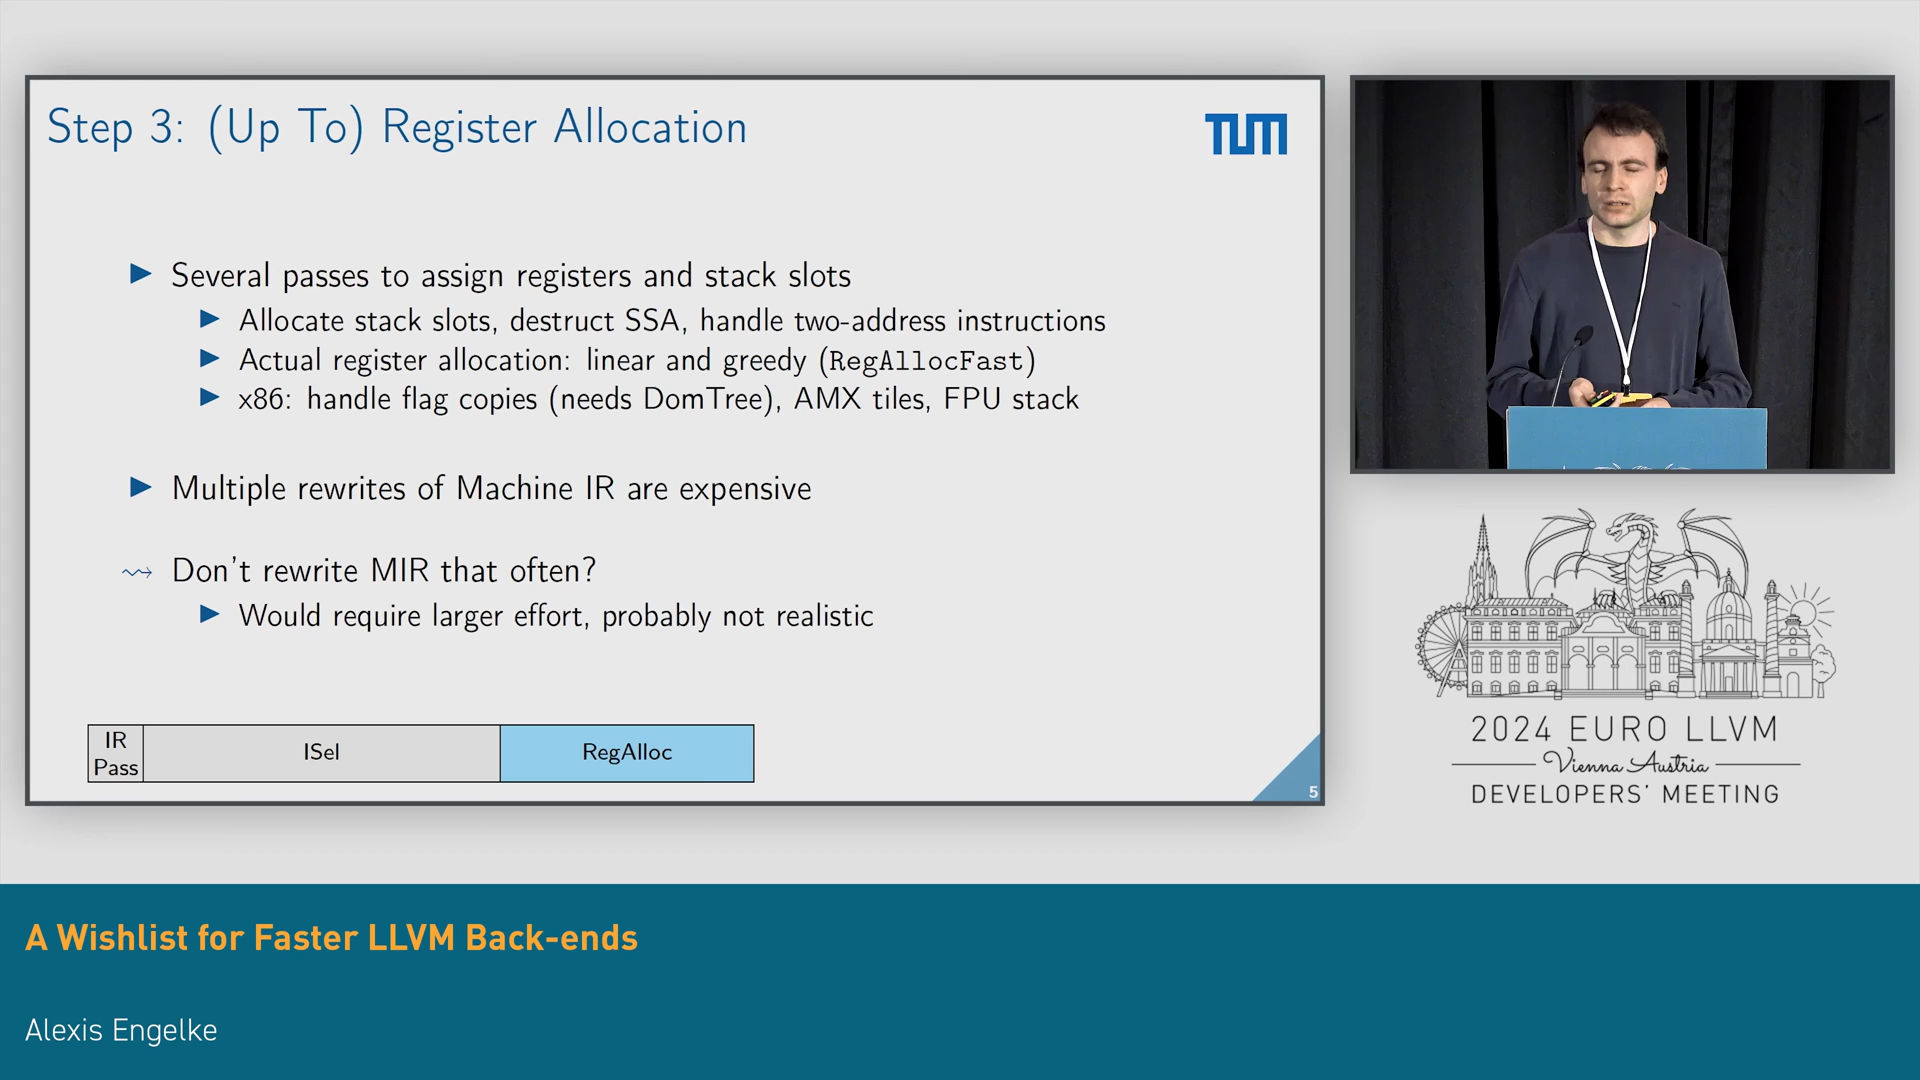 Step 3: (Up To) Register Allocation
TUM
Several passes to assign registers and stack slots
Allocate stack slots, destruct SSA, handle two-address instructions
Actual register allocation: linear and greedy (RegAllocFast)
x86: handle flag copies (needs DomTree), AMX tiles, FPU stack
Multiple rewrites of Machine IR are expensive
Don't rewrite MIR that often?
Would require larger effort, probably not realistic
IR
Pass
ISel
RegAlloc
5
2024 EURO LLVM
Vienna Austria
DEVELOPERS' MEETING
A Wishlist for Faster LLVM Back-ends
Alexis Engelke